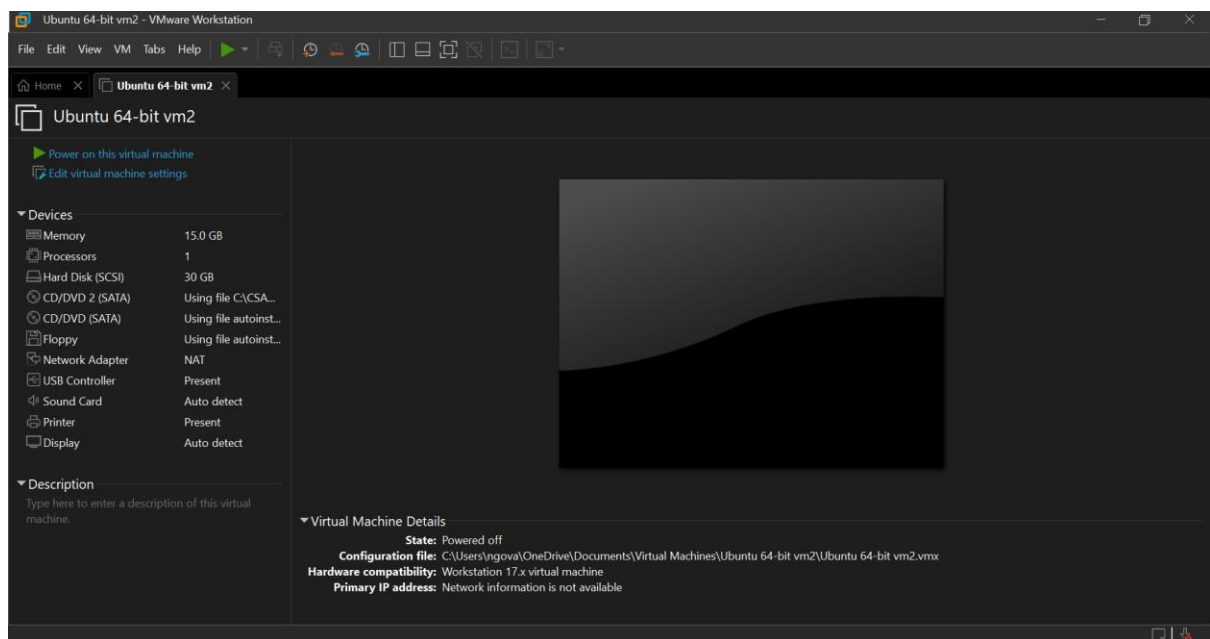 Ubuntu 64-bit vm2 - VMware Workstation
File Edit View VM Tabs Help
Home Ubuntu 64-bit vm2
Ubuntu 64-bit vm2
Power on this virtual machine
Edit virtual machine settings
Devices
Memory 15.0 GB
Processors 1
Hard Disk (SCSI) 30 GB
CD/DVD 2 (SATA) Using file C:\CSA...
CD/DVD (SATA) Using file autoinst...
Floppy Using file autoinst...
Network Adapter NAT
USB Controller Present
Sound Card Auto detect
Printer Present
Display Auto detect
Description
Type here to enter a description of this virtual
machine.
Virtual Machine Details
State: Powered off
Configuration file: C:\Users\ngova\OneDrive\Documents\Virtual Machines\Ubuntu 64-bit vm2\Ubuntu 64-bit vm2.vmx
Hardware compatibility: Workstation 17.x virtual machine
Primary IP address: Network information is not available